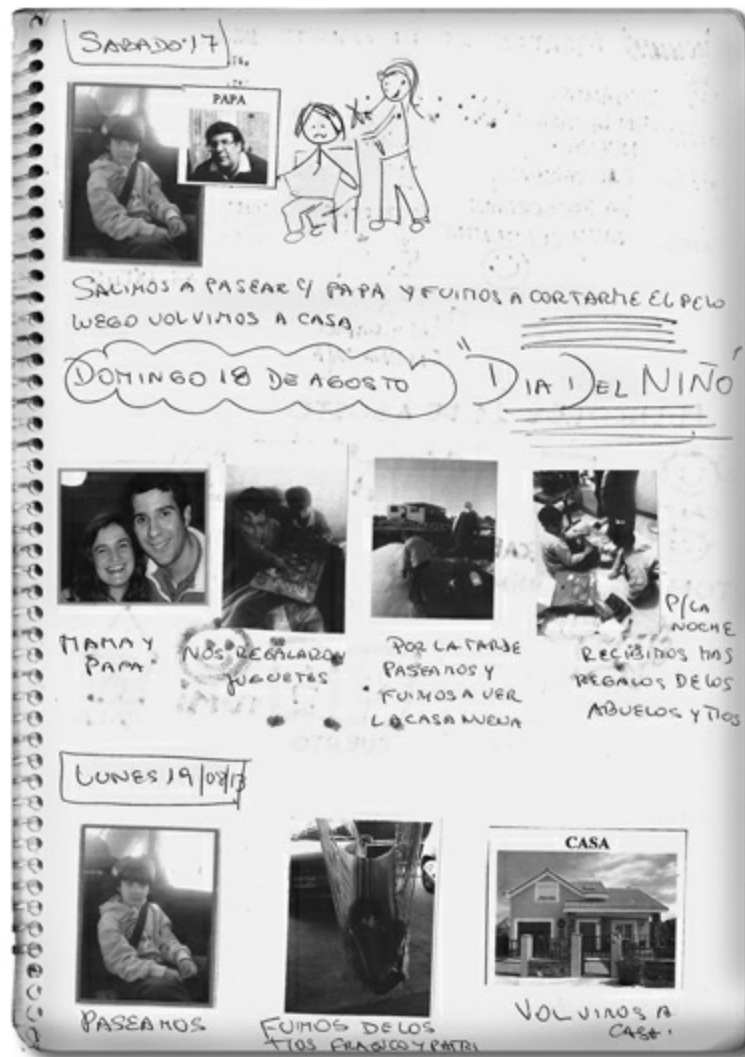 SABADO 17
PAPA
SALIMOS A PASEAR C/ PAPA Y FUIMOS A CORTARME EL PELO
LUEGO VOLVIMOS A CASA
DOMINGO 18 DE AGOSTO "DIA DEL NIÑO"
MAMA Y
PAPA
NOS REGALARON
JUGUETES
POR LA TARDE
PASEAMOS Y
FUIMOS A VER
LA CASA NUEVA
P/LA
NOCHE
RECIBIMOS MAS
REGALOS DE LOS
ABUELOS Y TIOS
LUNES 19/08/13
CASA
PASEAMOS
FUIMOS DE LOS
TIOS Y PATRI
VOLVIMOS A
CASA.